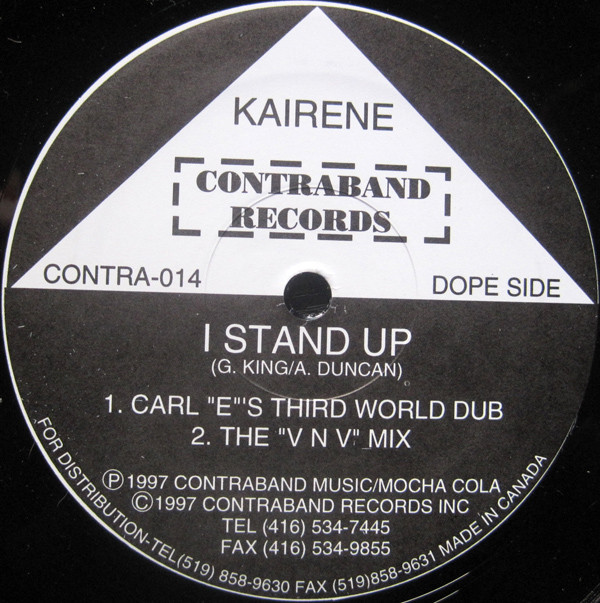 KAIRENE
CONTRABAND
RECORDS
CONTRA-014
DOPE SIDE
I STAND UP
(G. KING/A. DUNCAN)
1. CARL "E"'S THIRD WORLD DUB
2. THE "V N V" MIX
Ⓟ1997 CONTRABAND MUSIC/MOCHA COLA
©1997 CONTRABAND RECORDS INC
TEL (416) 534-7445
FAX (416) 534-9855
FOR DISTRIBUTION-TEL(519) 858-9630 FAX (519)858-9631 MADE IN CANADA